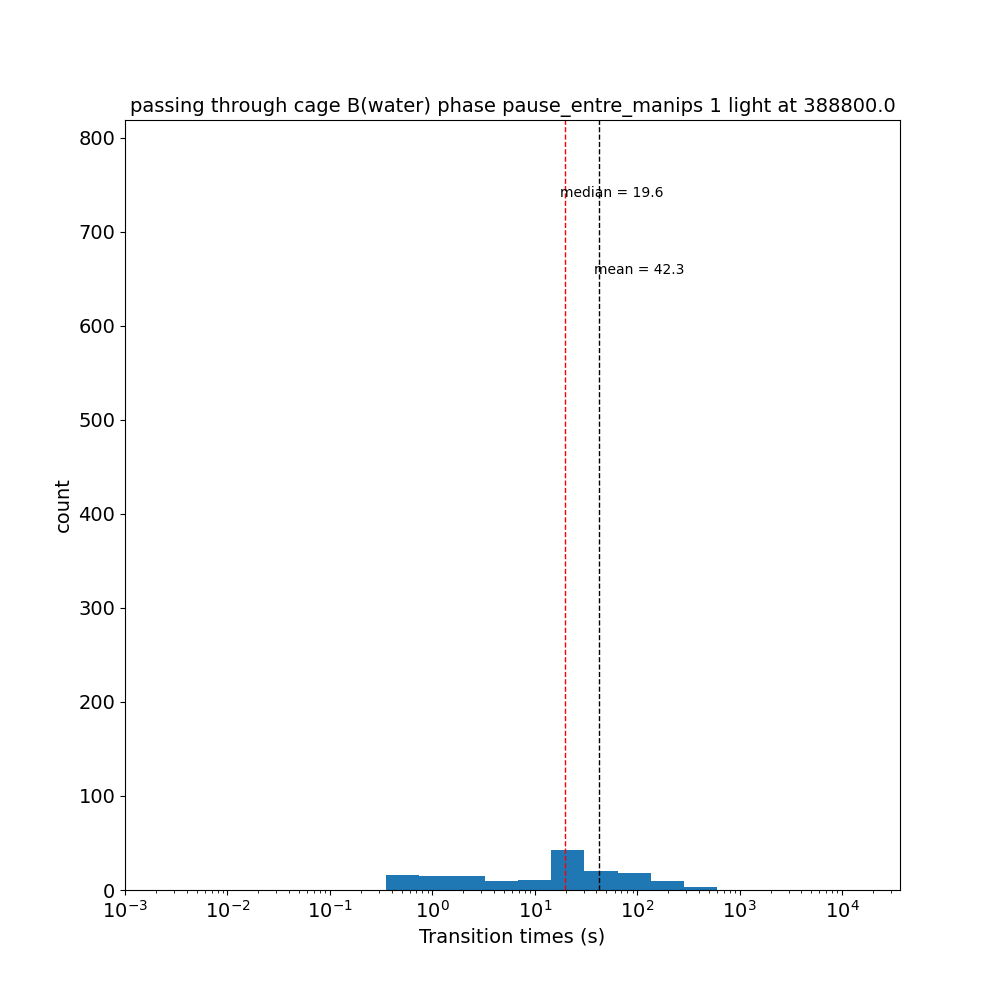 passing through cage B(water) phase pause_entre_manips 1 light at 388800.0
800
median = 19.6
700
mean = 42.3
600
500
count
400
300
200
100
0
10⁻³ 10⁻² 10⁻¹ 10⁰ 10¹ 10² 10³ 10⁴
Transition times (s)